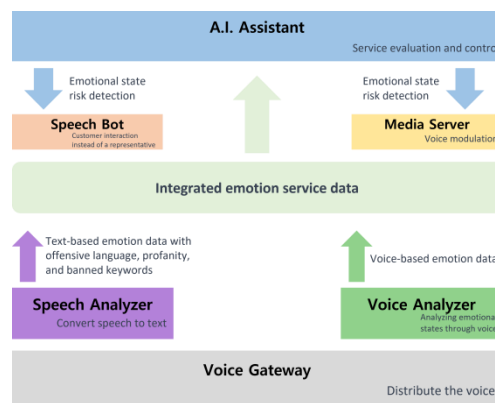 A.I. Assistant
Service evaluation and control
Emotional state
risk detection
Emotional state
risk detection
Speech Bot
Customer interaction
instead of a representative
Media Server
Voice modulation
Integrated emotion service data
Text-based emotion data with
offensive language, profanity,
and banned keywords
Voice-based emotion data
Speech Analyzer
Convert speech to text
Voice Analyzer
Analyzing emotional
states through voice
Voice Gateway
Distribute the voice